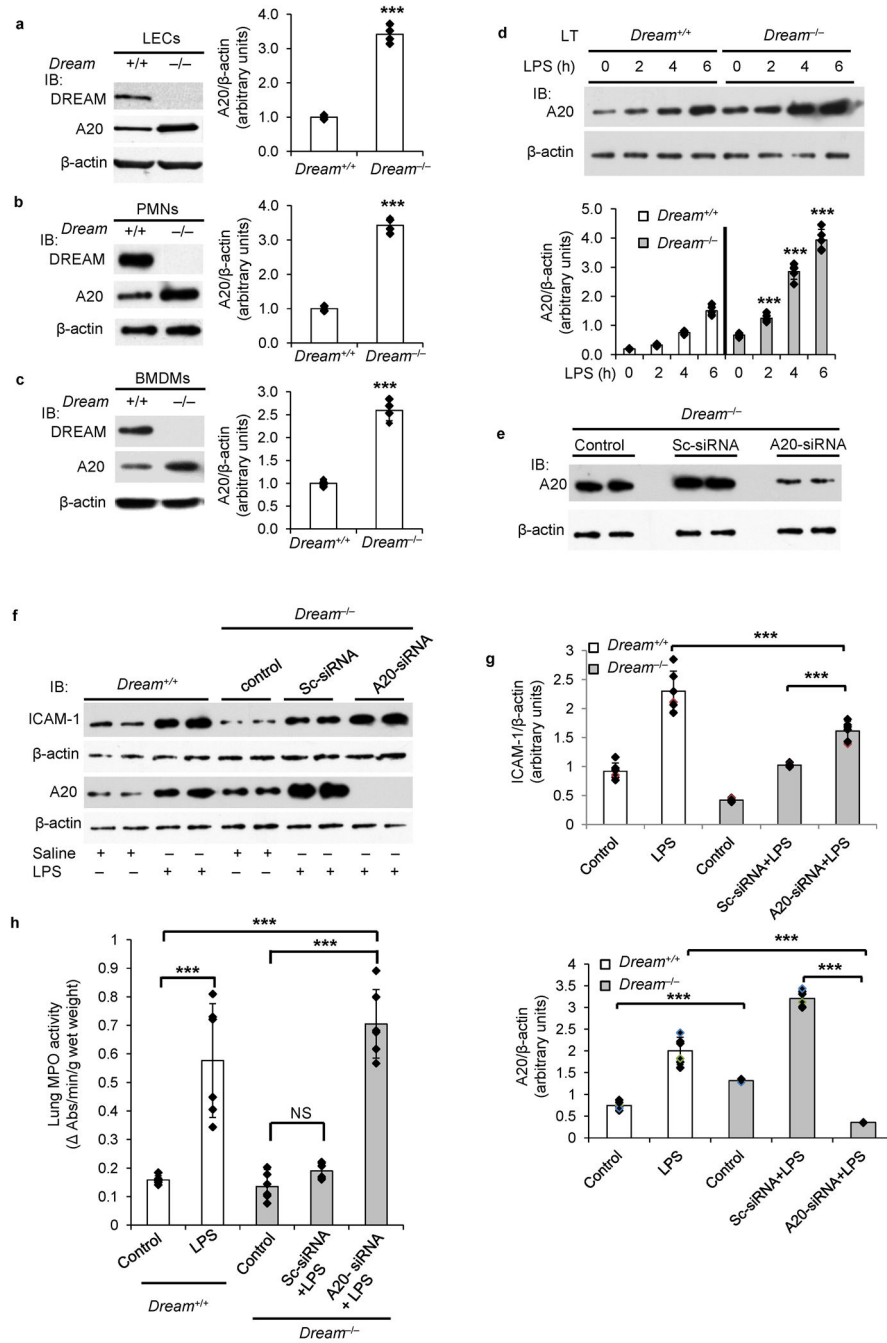 a
LECs
Dream +/+ –/–
IB:
DREAM
A20
β-actin
A20/β-actin
(arbitrary units)
4.0
3.0
2.0
1.0
0.0
***
Dream+/+ Dream–/–
b
PMNs
Dream +/+ –/–
IB:
DREAM
A20
β-actin
A20/β-actin
(arbitrary units)
4.0
3.0
2.0
1.0
0.0
***
Dream+/+ Dream–/–
c
BMDMs
Dream +/+ –/–
IB:
DREAM
A20
β-actin
A20/β-actin
(arbitrary units)
3.0
2.5
2.0
1.5
1.0
0.5
0.0
***
Dream+/+ Dream–/–
d
LT Dream+/+ Dream–/–
LPS (h) 0 2 4 6 0 2 4 6
IB:
A20
β-actin
A20/β-actin
(arbitrary units)
5.0
4.0
3.0
2.0
1.0
0.0
Dream+/+
Dream–/–
***
***
***
LPS (h) 0 2 4 6 0 2 4 6
e
Dream–/–
Control Sc-siRNA A20-siRNA
IB:
A20
β-actin
f
Dream–/–
IB: Dream+/+ control Sc-siRNA A20-siRNA
ICAM-1
β-actin
A20
β-actin
Saline + + – – + + – – – –
LPS – – + + – – + + + +
g
Dream+/+
Dream–/–
ICAM-1/β-actin
(arbitrary units)
3
2.5
2
1.5
1
0.5
0
***
***
Control LPS Control Sc-siRNA+LPS A20-siRNA+LPS
Dream+/+
Dream–/–
A20/β-actin
(arbitrary units)
4
3.5
3
2.5
2
1.5
1
0.5
0
***
***
***
Control LPS Control Sc-siRNA+LPS A20-siRNA+LPS
h
Lung MPO activity
(Δ Abs/min/g wet weight)
1
0.9
0.8
0.7
0.6
0.5
0.4
0.3
0.2
0.1
0
***
***
***
NS
Control LPS Control Sc-siRNA
+LPS
A20- siRNA
+ LPS
Dream+/+
Dream–/–